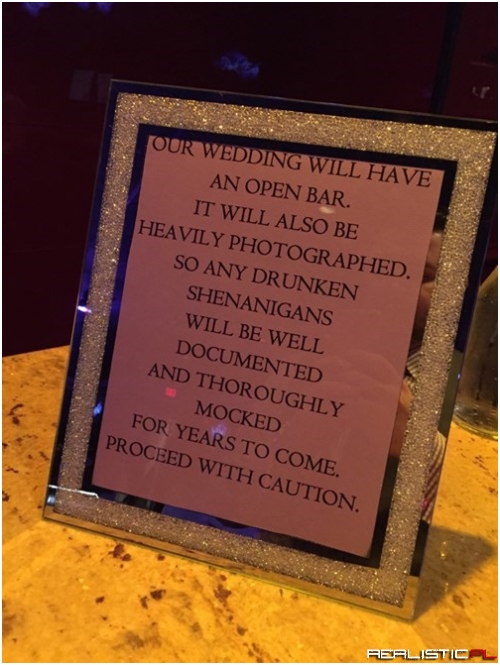 OUR WEDDING WILL HAVE
AN OPEN BAR.
IT WILL ALSO BE
HEAVILY PHOTOGRAPHED.
SO ANY DRUNKEN
SHENANIGANS
WILL BE WELL
DOCUMENTED
AND THOROUGHLY
MOCKED
FOR YEARS TO COME.
PROCEED WITH CAUTION.
REALISTICPL